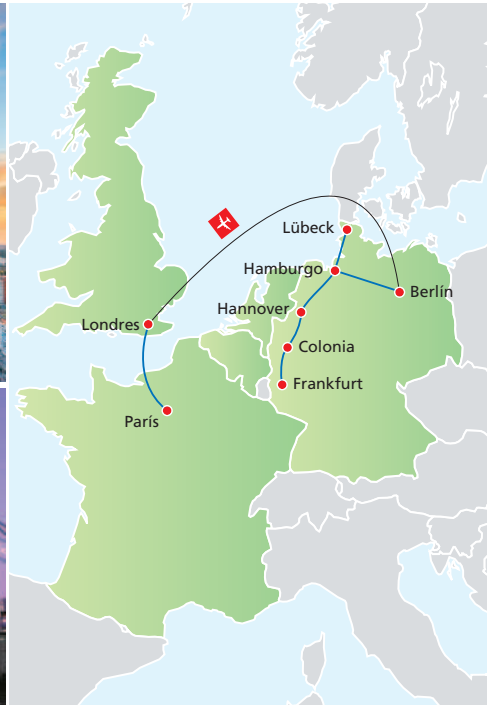 Lübeck
Hamburgo
Berlín
Hannover
Londres
Colonia
Frankfurt
París